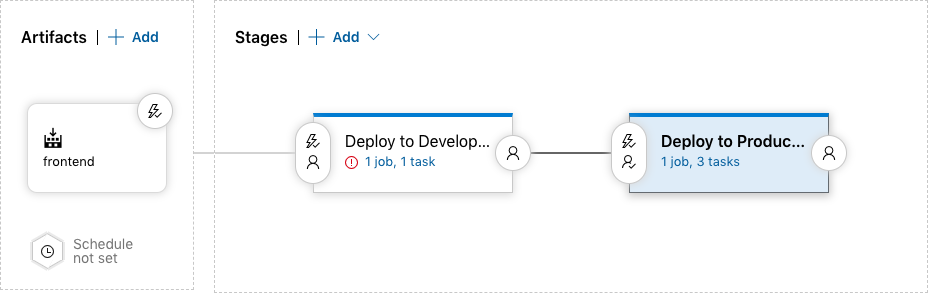 Artifacts | + Add
Stages | + Add
frontend
Schedule
not set
Deploy to Develop...
1 job, 1 task
Deploy to Produc...
1 job, 3 tasks